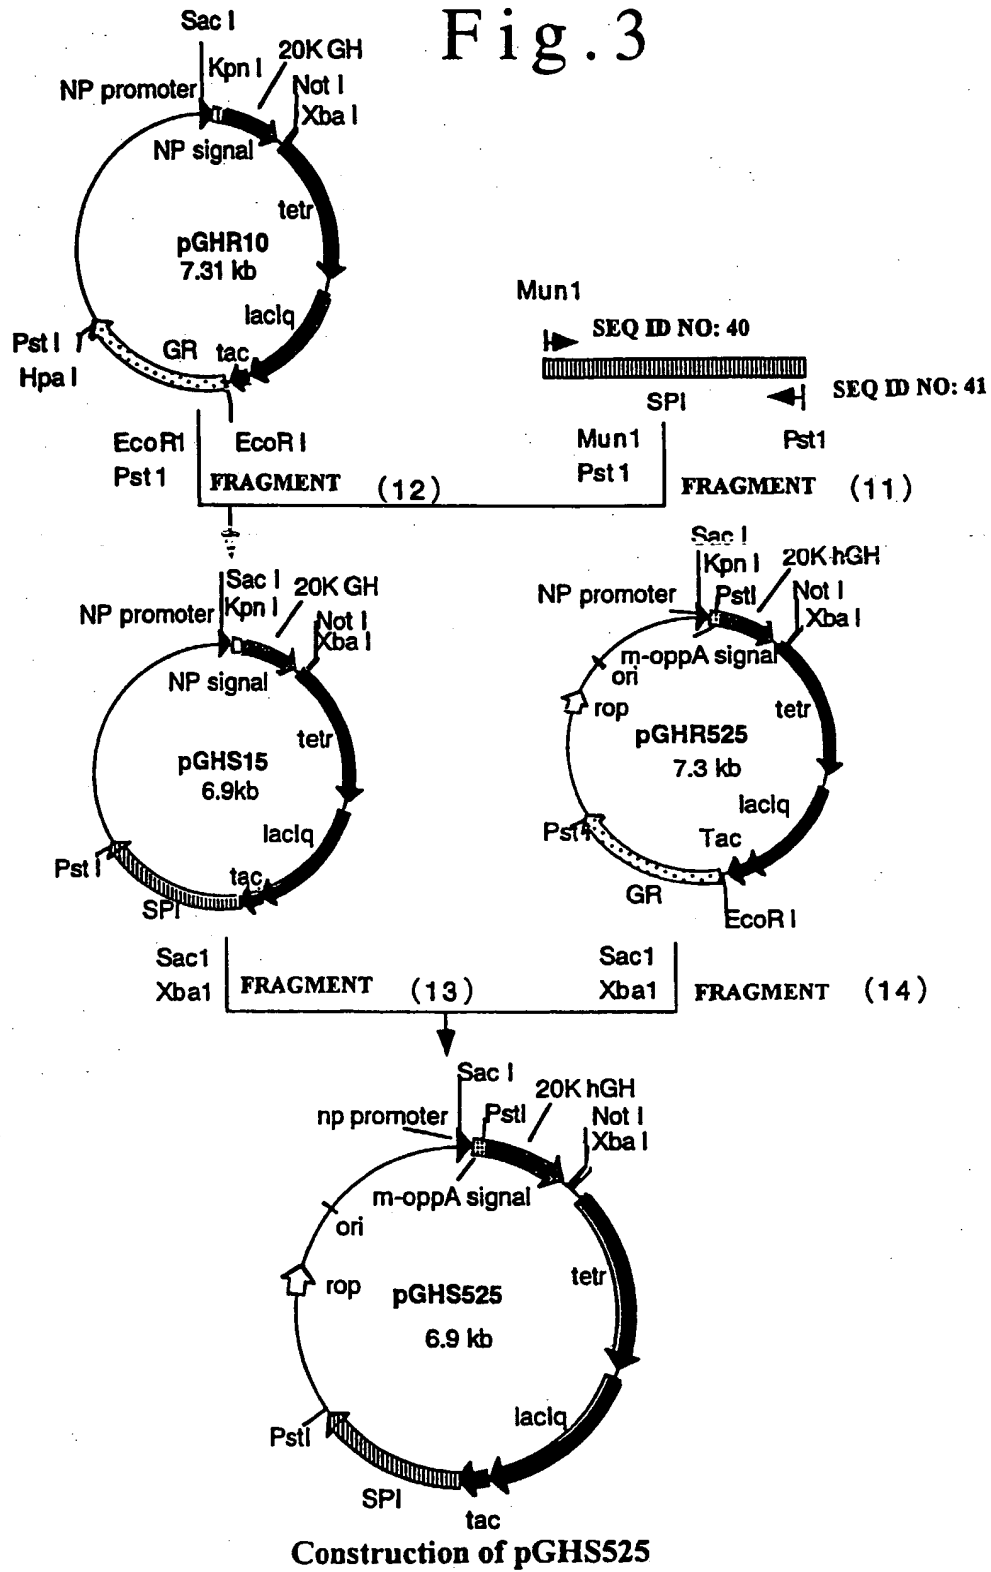 Fig.3
Sac I
Kpn I
20K GH
NP promoter
Not I
Xba I
NP signal
tetr
pGHR10
7.31 kb
lacIq
Pst I
Hpa I
GR
tac
EcoR1
Pst 1
EcoR I
FRAGMENT (12)
Mun1
SEQ ID NO: 40
SEQ ID NO: 41
SPI
Mun1
Pst 1
Pst1
FRAGMENT (11)
Sac I
Kpn I
20K GH
NP promoter
Not I
Xba I
NP signal
tetr
pGHS15
6.9kb
lacIq
Pst I
tac
SPI
Sac1
Xba1
FRAGMENT (13)
Sac I
Kpn I
20K hGH
NP promoter
PstI
Not I
Xba I
m-oppA signal
ori
rop
tetr
pGHR525
7.3 kb
lacIq
Pst I
Tac
GR
EcoR I
Sac1
Xba1
FRAGMENT (14)
Sac I
20K hGH
np promoter
PstI
Not I
Xba I
m-oppA signal
ori
rop
tetr
pGHS525
6.9 kb
lacIq
PstI
SPI
tac
Construction of pGHS525